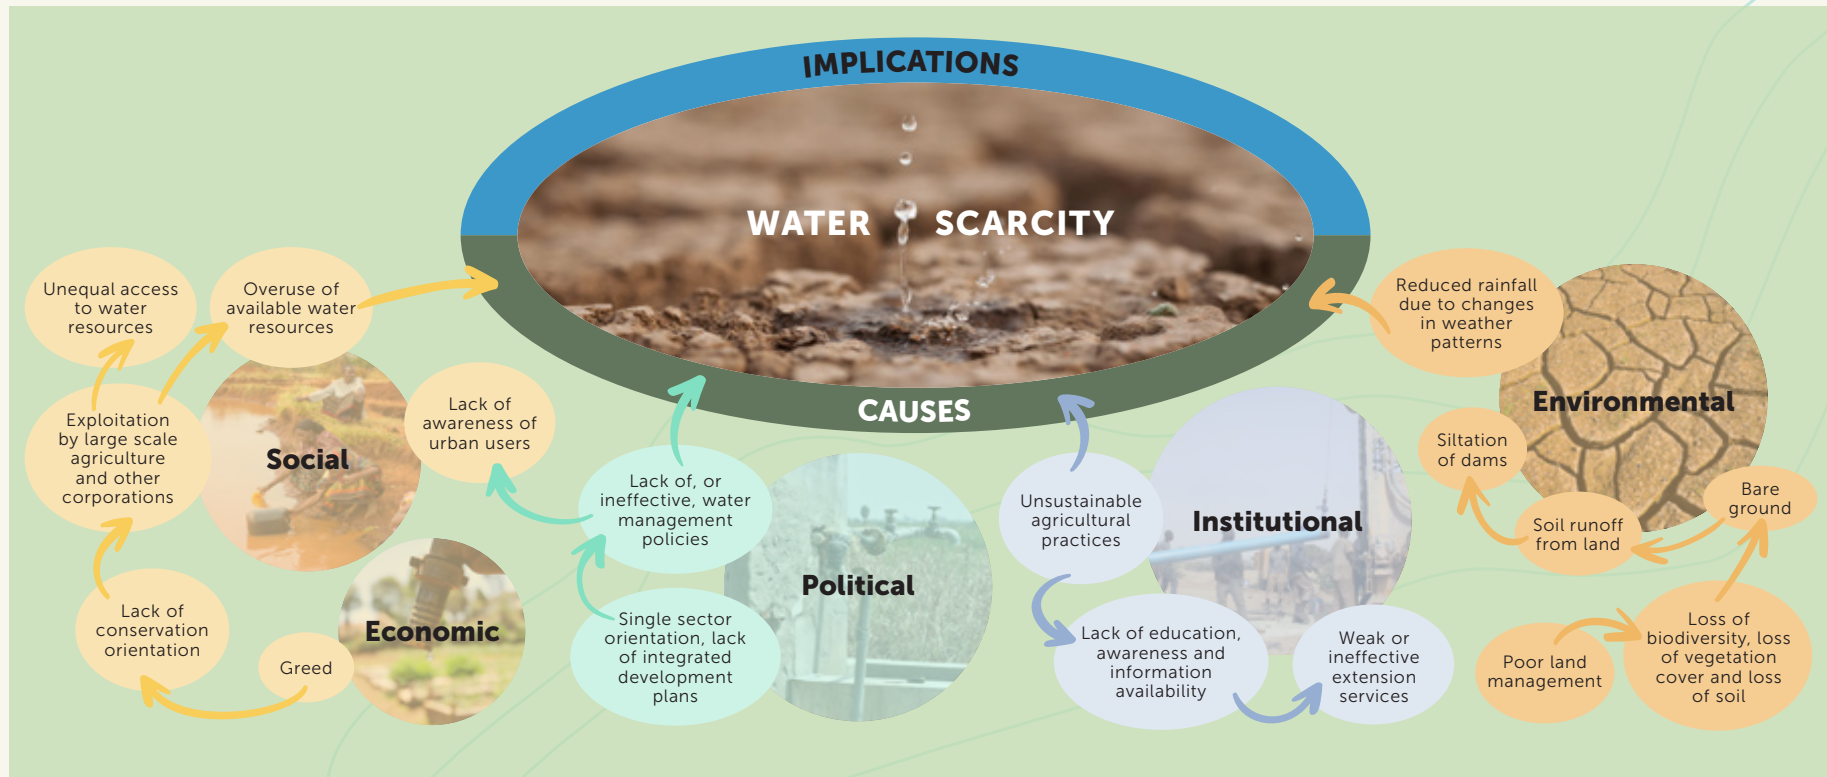 IMPLICATIONS
WATER SCARCITY
CAUSES
Unequal access
to water
resources
Overuse of
available water
resources
Exploitation
by large scale
agriculture
and other
corporations
Social
Lack of
awareness of
urban users
Lack of
conservation
orientation
Greed
Economic
Lack of, or
ineffective, water
management
policies
Single sector
orientation, lack
of integrated
development
plans
Political
Unsustainable
agricultural
practices
Institutional
Lack of education,
awareness and
information
availability
Weak or
ineffective
extension
services
Reduced rainfall
due to changes
in weather
patterns
Environmental
Siltation
of dams
Soil runoff
from land
Bare
ground
Poor land
management
Loss of
biodiversity, loss
of vegetation
cover and loss
of soil